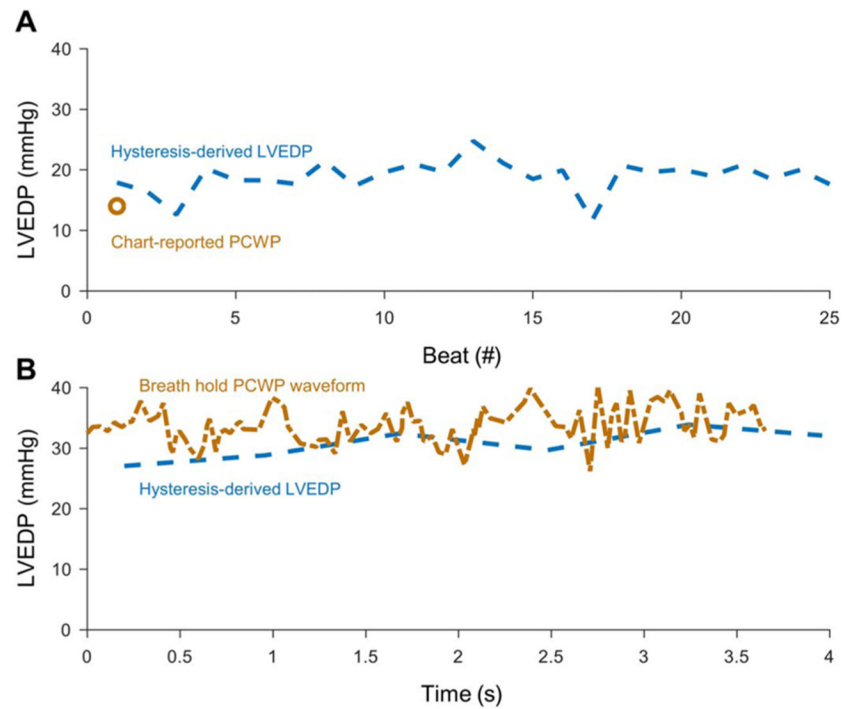 A
40
30
20
10
0
LVEDP (mmHg)
Hysteresis-derived LVEDP
Chart-reported PCWP
0 5 10 15 20 25
Beat (#)
B
40
30
20
10
0
LVEDP (mmHg)
Breath hold PCWP waveform
Hysteresis-derived LVEDP
0 0.5 1 1.5 2 2.5 3 3.5 4
Time (s)